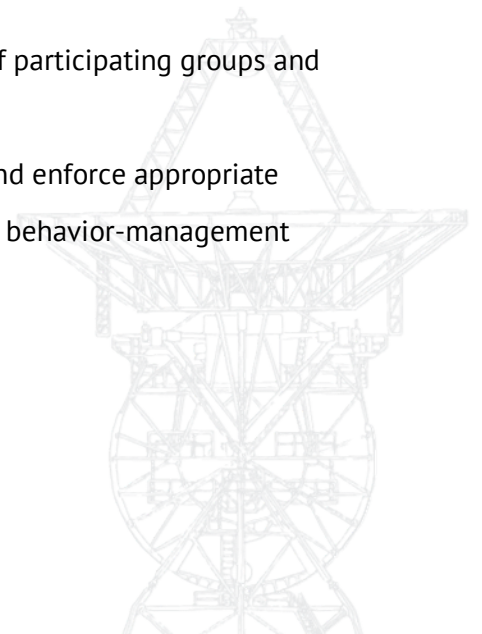 participating groups and
nd enforce appropriate
behavior-management